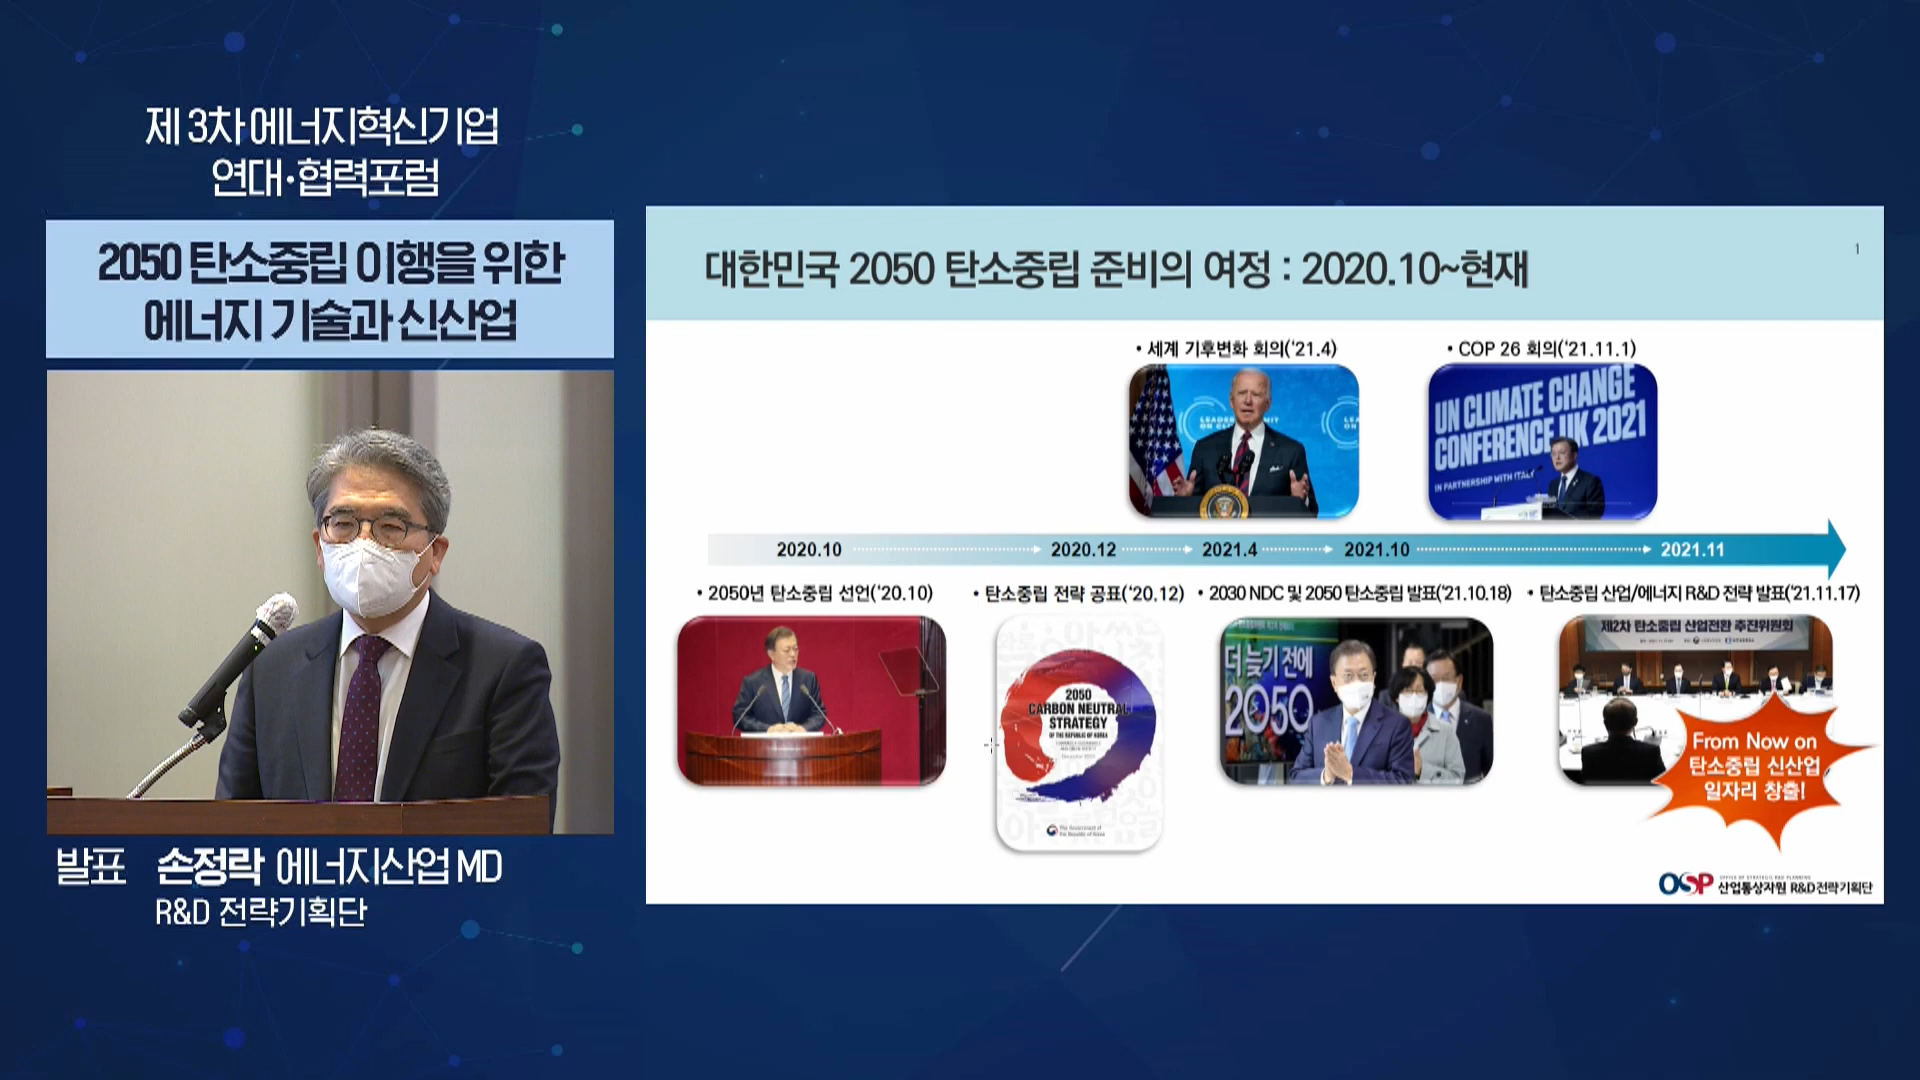 제 3차 에너지혁신기업
연대·협력포럼
2050 탄소중립 이행을 위한
에너지 기술과 신산업
발표 손정락 에너지산업 MD
R&D 전략기획단
대한민국 2050 탄소중립 준비의 여정 : 2020.10~현재
1
• 세계 기후변화 회의('21.4)
• COP 26 회의('21.11.1)
UN CLIMATE CHANGE
CONFERENCE UK 2021
IN PARTNERSHIP WITH ITALY
2020.10 2020.12 2021.4 2021.10 2021.11
• 2050년 탄소중립 선언('20.10)
• 탄소중립 전략 공표('20.12)
• 2030 NDC 및 2050 탄소중립 발표('21.10.18)
• 탄소중립 산업/에너지 R&D 전략 발표('21.11.17)
2050
CARBON NEUTRAL
STRATEGY
OF THE REPUBLIC OF KOREA
더 늦기 전에
2050
제2차 탄소중립 산업전환 추진위원회
From Now on
탄소중립 신산업
일자리 창출!
OSP 산업통상자원 R&D전략기획단